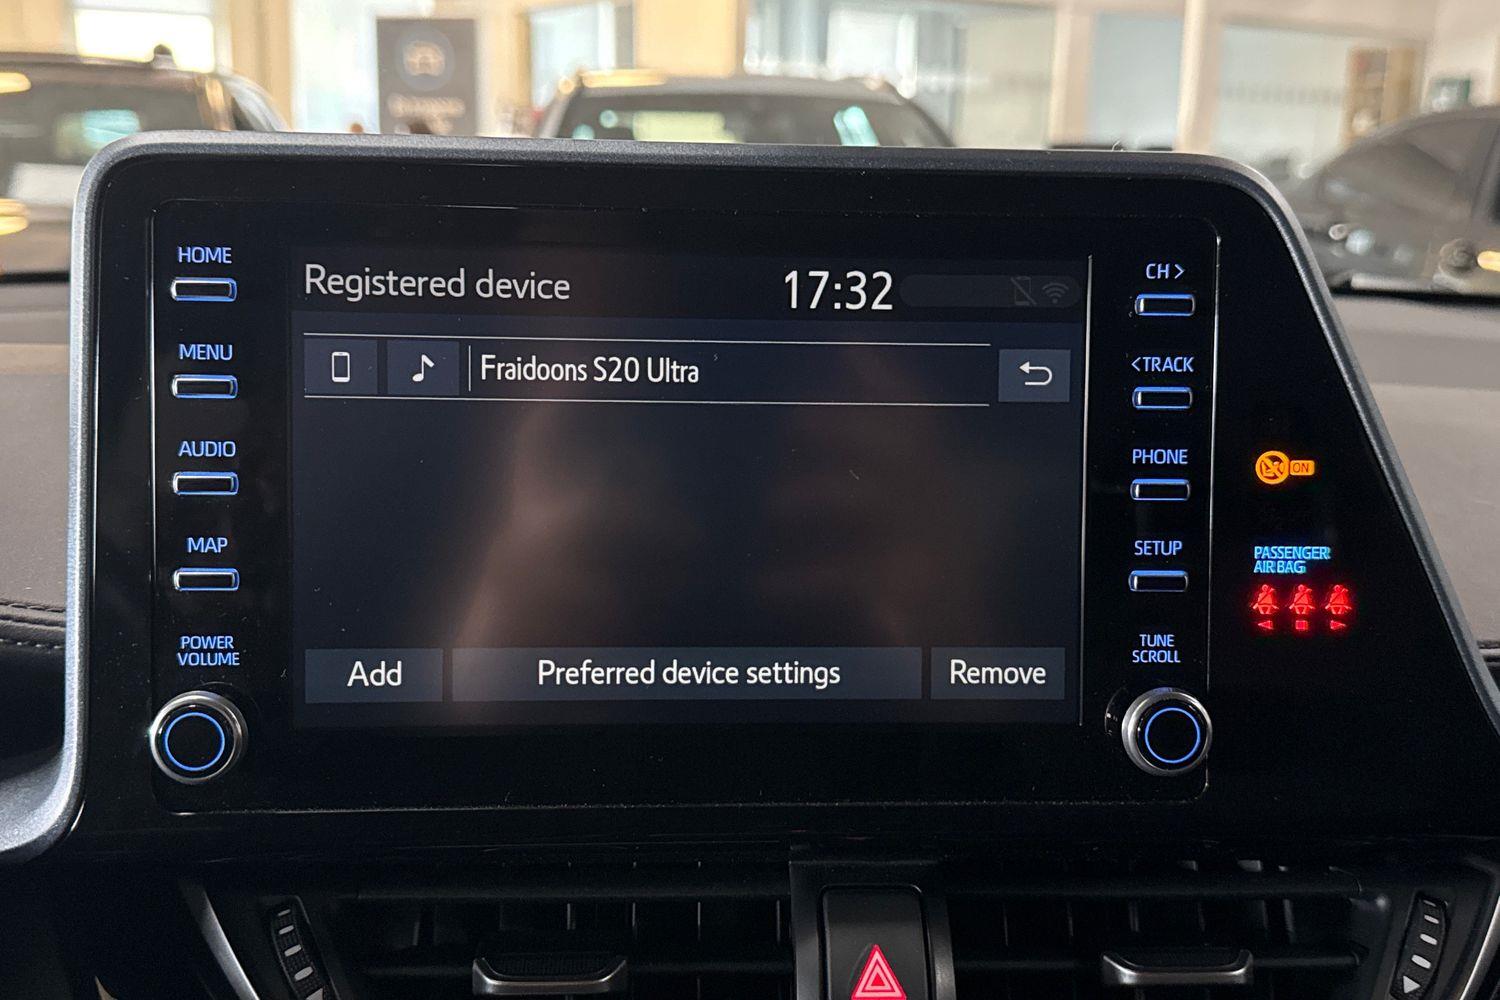 HOME
MENU
AUDIO
MAP
POWER
VOLUME
Registered device
17:32
Fraidoons S20 Ultra
Add
Preferred device settings
Remove
CH >
< TRACK
PHONE
SETUP
TUNE
SCROLL
ON
PASSENGER
AIR BAG